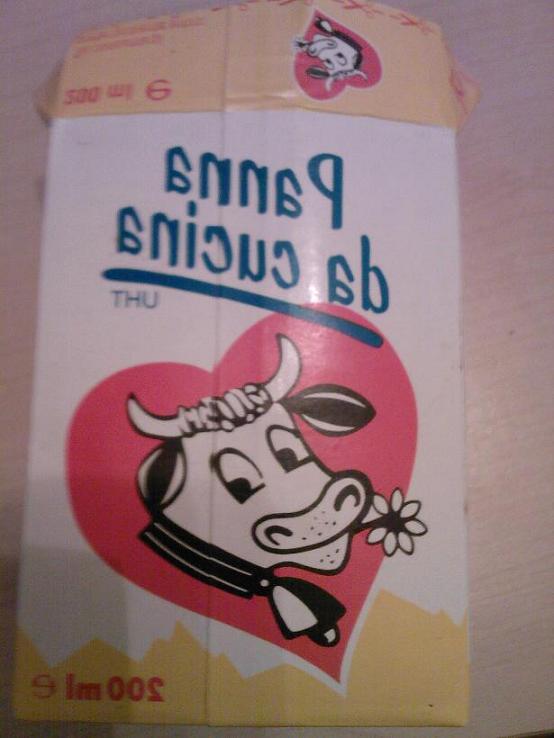 Panna
da cucina
UHT
200 ml e
200 ml e